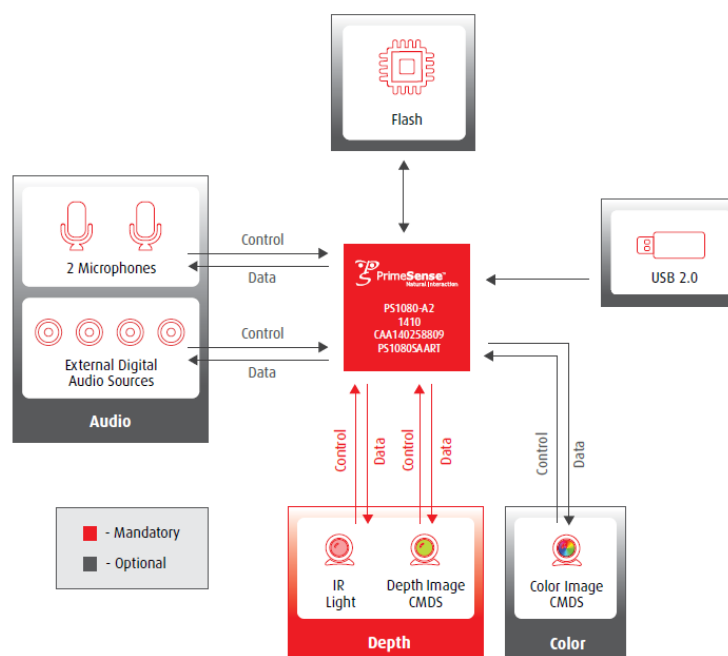 Flash
2 Microphones
Control
Data
External Digital
Audio Sources
Control
Data
Audio
PrimeSense™
Natural Interaction
PS1080-A2
1410
CAA140258809
PS1080SAART
USB 2.0
Control
Data
Control
Data
Control
Data
- Mandatory
- Optional
IR
Light
Depth Image
CMDS
Depth
Color Image
CMDS
Color